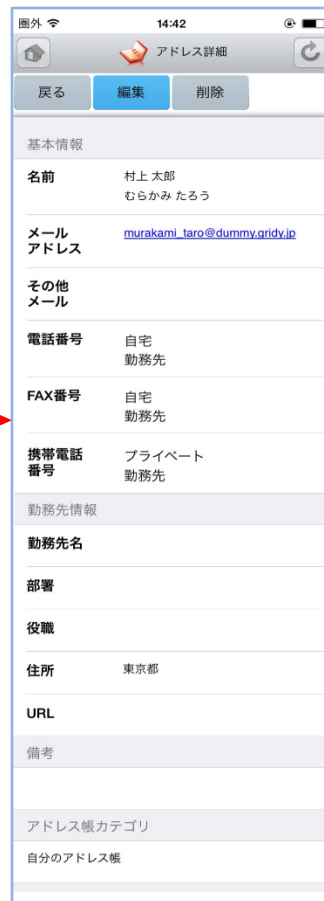 圏外 14:42
アドレス詳細
戻る 編集 削除
基本情報
名前 村上 太郎
むらかみ たろう
メール murakami_taro@dummy.gridy.jp
アドレス
その他
メール
電話番号 自宅
勤務先
FAX番号 自宅
勤務先
携帯電話 プライベート
番号 勤務先
勤務先情報
勤務先名
部署
役職
住所 東京都
URL
備考
アドレス帳カテゴリ
自分のアドレス帳